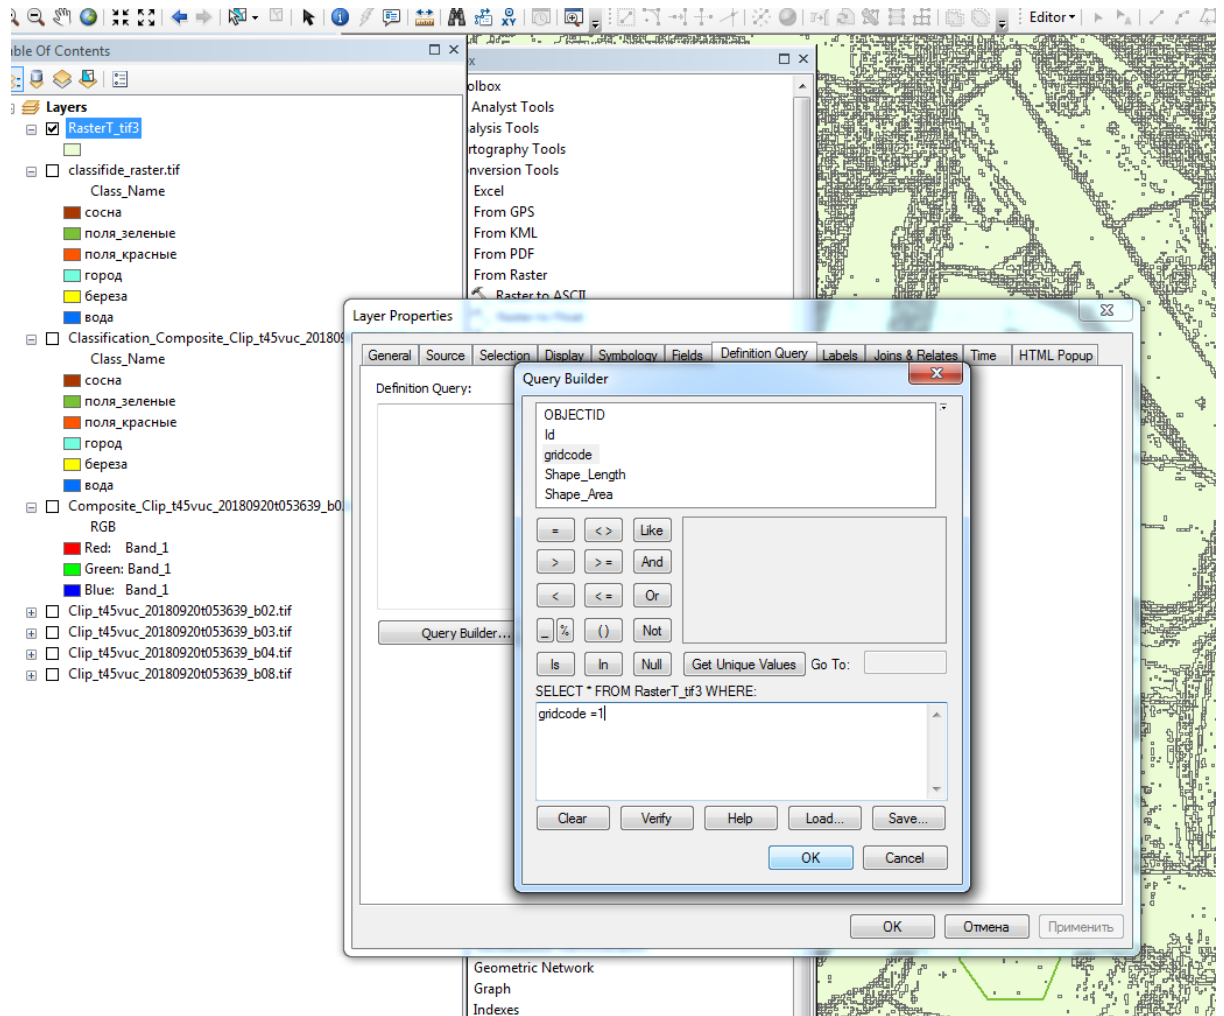 Editor
able Of Contents
Layers
RasterT_tif3
classifide_raster.tif
Class_Name
сосна
поля_зеленые
поля_красные
город
береза
вода
Classification_Composite_Clip_t45vuc_20180
Class_Name
сосна
поля_зеленые
поля_красные
город
береза
вода
Composite_Clip_t45vuc_20180920t053639_b0
RGB
Red: Band_1
Green: Band_1
Blue: Band_1
Clip_t45vuc_20180920t053639_b02.tif
Clip_t45vuc_20180920t053639_b03.tif
Clip_t45vuc_20180920t053639_b04.tif
Clip_t45vuc_20180920t053639_b08.tif
olbox
Analyst Tools
alysis Tools
rtography Tools
nversion Tools
Excel
From GPS
From KML
From PDF
From Raster
Raster to ASCII
Raster to Float
Layer Properties
General Source Selection Display Symbology Fields Definition Query Labels Joins & Relates Time HTML Popup
Definition Query:
Query Builder...
Query Builder
OBJECTID
Id
gridcode
Shape_Length
Shape_Area
= < > Like
> > = And
< < = Or
_ % ( ) Not
Is In Null Get Unique Values Go To:
SELECT * FROM RasterT_tif3 WHERE:
gridcode =1
Clear Verify Help Load... Save...
OK Cancel
OK Отмена Применить
Geometric Network
Graph
Indexes